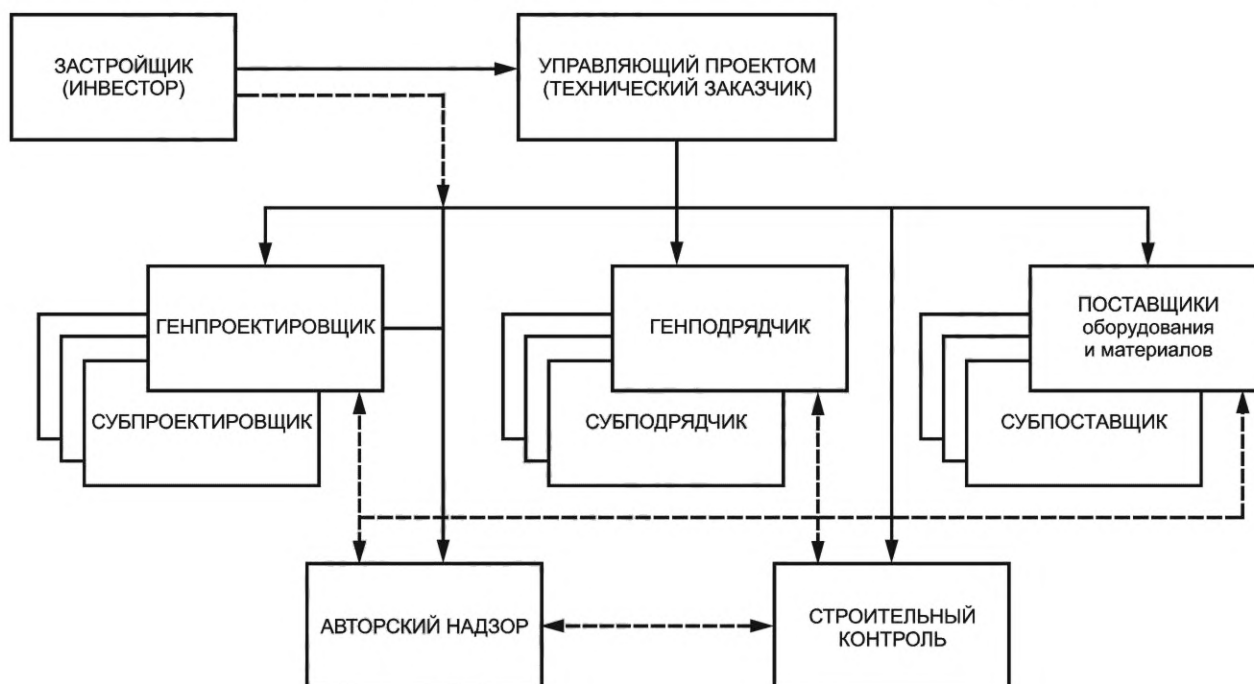 ЗАСТРОЙЩИК
(ИНВЕСТОР)
УПРАВЛЯЮЩИЙ ПРОЕКТОМ
(ТЕХНИЧЕСКИЙ ЗАКАЗЧИК)
ГЕНПРОЕКТИРОВЩИК
СУБПРОЕКТИРОВЩИК
ГЕНПОДРЯДЧИК
СУБПОДРЯДЧИК
ПОСТАВЩИКИ
оборудования
и материалов
СУБПОСТАВЩИК
АВТОРСКИЙ НАДЗОР
СТРОИТЕЛЬНЫЙ
КОНТРОЛЬ